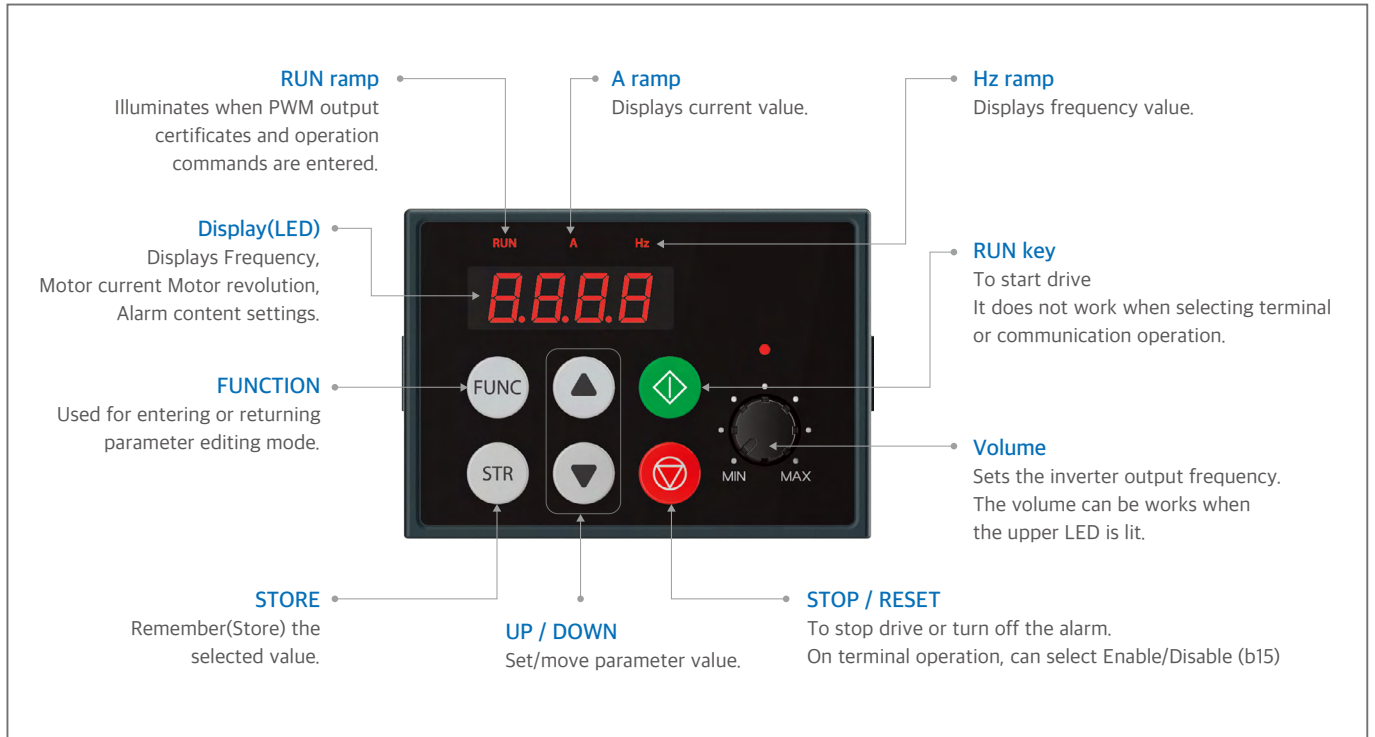 RUN ramp
Illuminates when PWM output
certificates and operation
commands are entered.
A ramp
Displays current value.
Hz ramp
Displays frequency value.
Display(LED)
Displays Frequency,
Motor current Motor revolution,
Alarm content settings.
RUN A Hz
8.8.8.8
RUN key
To start drive
It does not work when selecting terminal
or communication operation.
FUNCTION
Used for entering or returning
parameter editing mode.
FUNC
STR
MIN MAX
Volume
Sets the inverter output frequency.
The volume can be works when
the upper LED is lit.
STORE
Remember(Store) the
selected value.
UP / DOWN
Set/move parameter value.
STOP / RESET
To stop drive or turn off the alarm.
On terminal operation, can select Enable/Disable (b15)